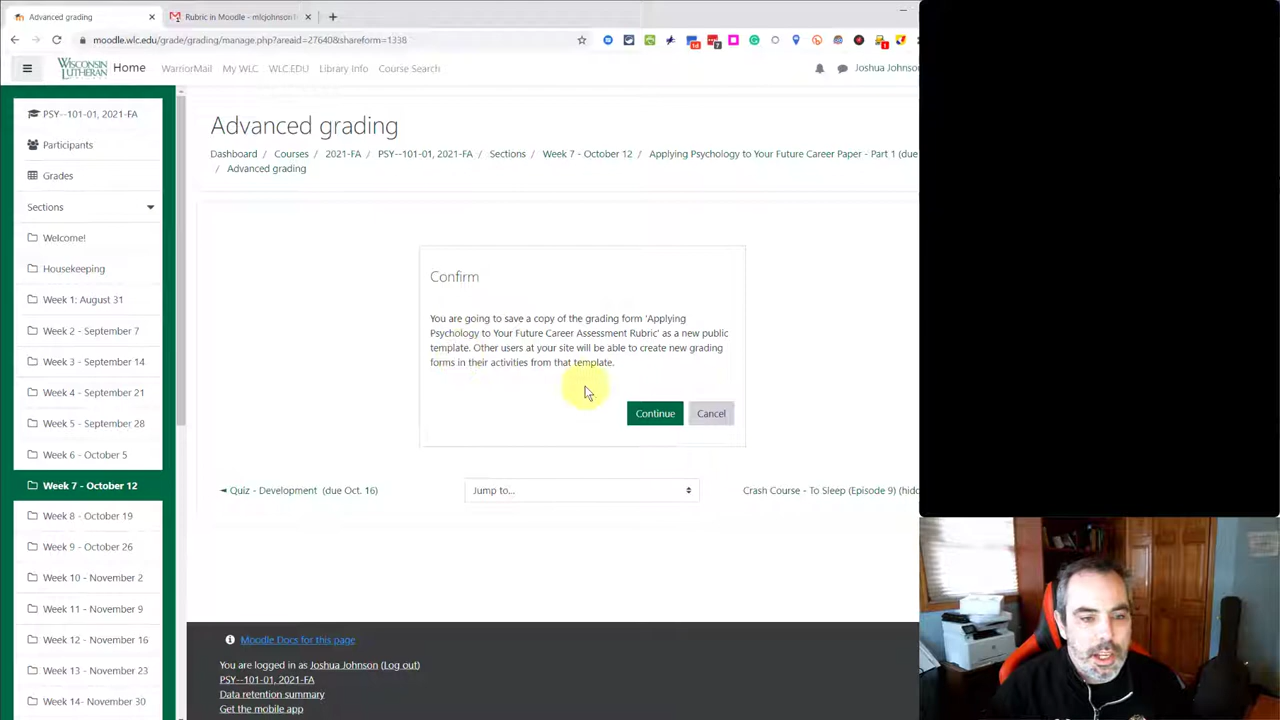 Advanced grading
Rubric in Moodle - mlcjohnson
moodle.wlc.edu/grade/grading/manage.php?areaid=27640&shareform=1338
WISCONSIN LUTHERAN
Home
WarriorMail
My WLC
WLC.EDU
Library Info
Course Search
Joshua Johnson
PSY--101-01, 2021-FA
Participants
Grades
Sections
Welcome!
Housekeeping
Week 1: August 31
Week 2 - September 7
Week 3 - September 14
Week 4 - September 21
Week 5 - September 28
Week 6 - October 5
Week 7 - October 12
Week 8 - October 19
Week 9 - October 26
Week 10 - November 2
Week 11 - November 9
Week 12 - November 16
Week 13 - November 23
Week 14- November 30
Advanced grading
Dashboard / Courses / 2021-FA / PSY--101-01, 2021-FA / Sections / Week 7 - October 12 / Applying Psychology to Your Future Career Paper - Part 1 (due
/ Advanced grading
Confirm
You are going to save a copy of the grading form 'Applying
Psychology to Your Future Career Assessment Rubric' as a new public
template. Other users at your site will be able to create new grading
forms in their activities from that template.
Continue
Cancel
◄ Quiz - Development (due Oct. 16)
Jump to...
Crash Course - To Sleep (Episode 9) (hid
Moodle Docs for this page
You are logged in as Joshua Johnson (Log out)
PSY--101-01, 2021-FA
Data retention summary
Get the mobile app